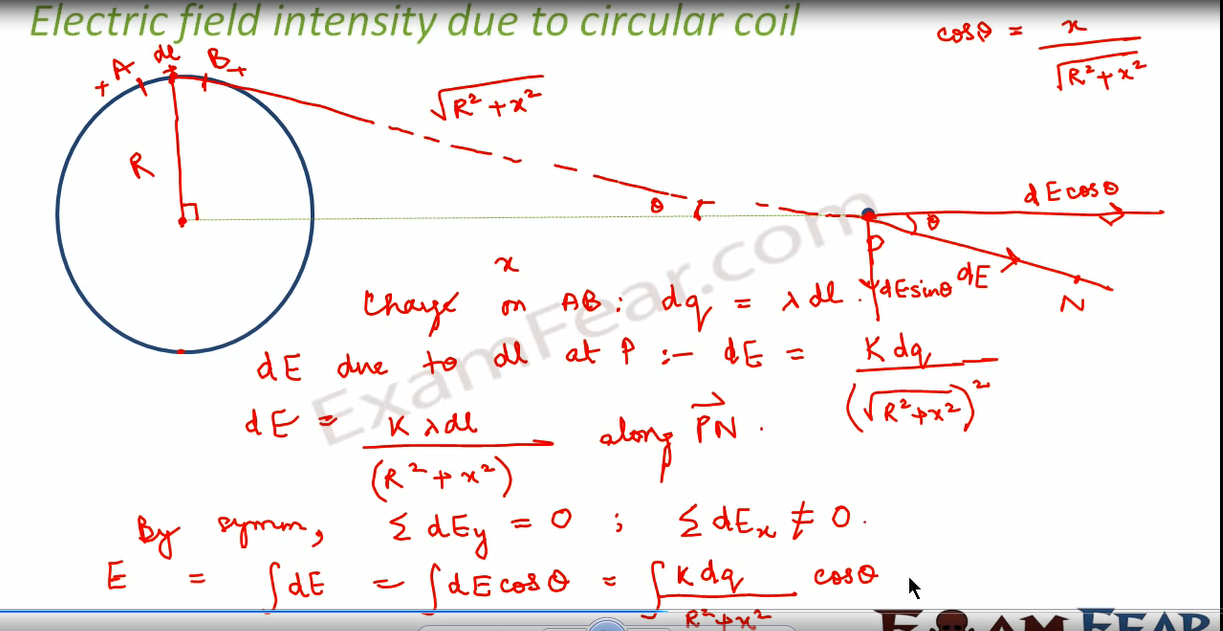 Electric field intensity due to circular coil
cosθ = x / √R²+x²
+ A dl B +
√R²+x²
R
θ
dE cosθ
θ
P
x
dE sinθ
dE
N
Charge on AB: dq = λ dl.
dE due to dl at P :- dE = K dq / (√R²+x²)²
dE = K λ dl / (R²+x²) along PN.
By symm, Σ dEy = 0 ; Σ dEx ≠ 0.
E = ∫dE = ∫dE cosθ = ∫ K dq / R²+x² cosθ
ExamFear.com
EXAM FEAR